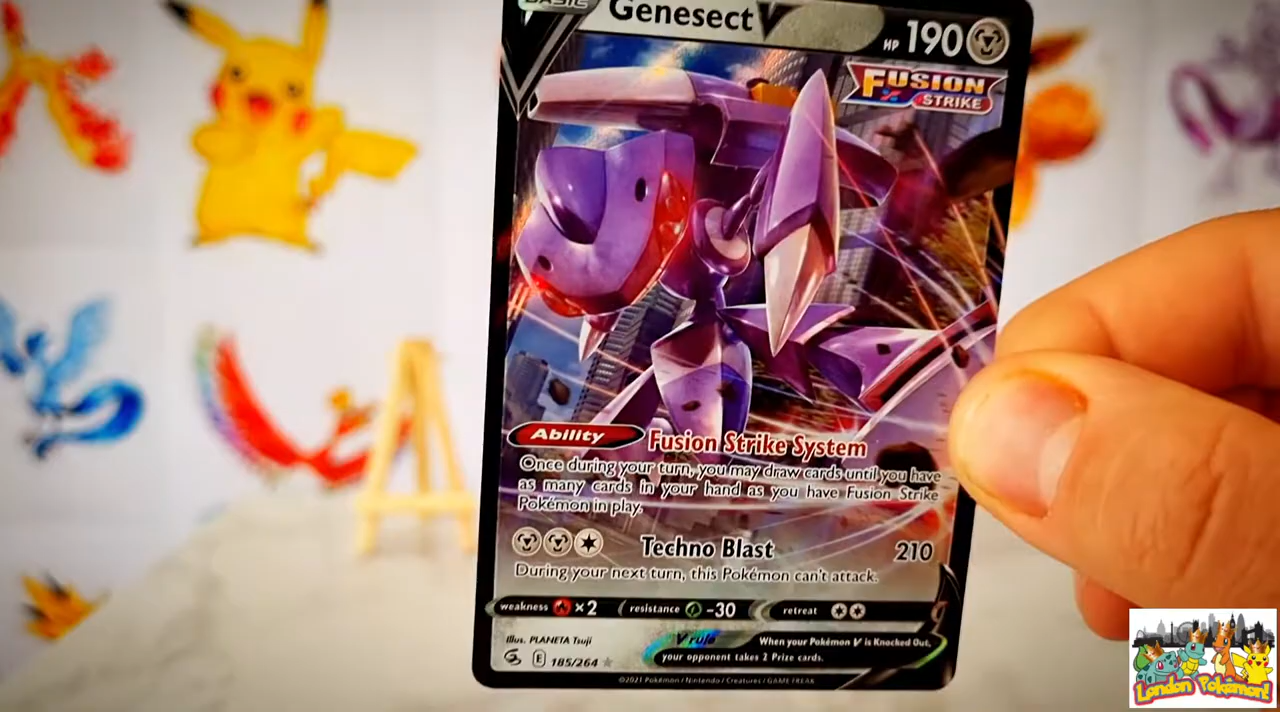 BASIC
Genesect V
HP 190
FUSION
STRIKE
Ability Fusion Strike System
Once during your turn, you may draw cards until you have
as many cards in your hand as you have Fusion Strike
Pokémon in play.
Techno Blast 210
During your next turn, this Pokémon can't attack.
weakness ×2 resistance -30 retreat
Illus. PLANETA Tsuji
V rule When your Pokémon V is Knocked Out,
your opponent takes 2 Prize cards.
E 185/264
©2021 Pokémon / Nintendo / Creatures / GAME FREAK
London Pokémon!